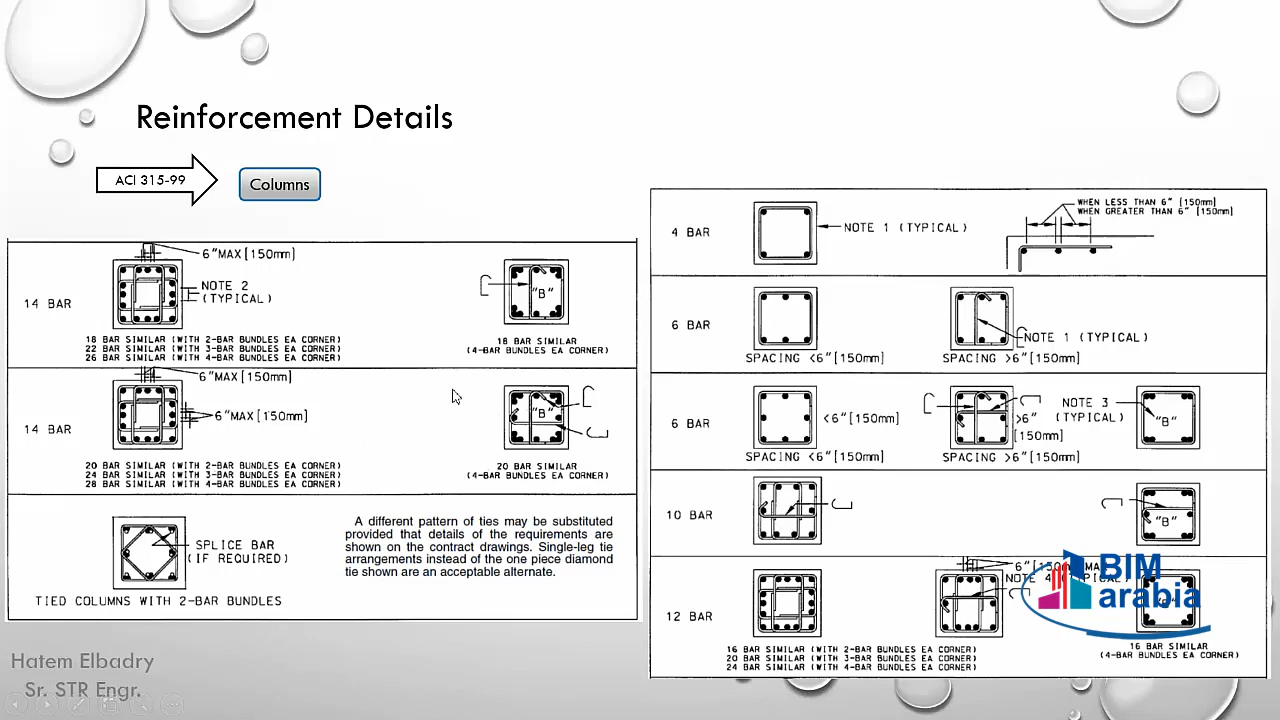 Reinforcement Details
ACI 315-99
Columns
6"MAX[150mm]
14 BAR
NOTE 2
(TYPICAL)
"B"
18 BAR SIMILAR (WITH 2-BAR BUNDLES EA CORNER)
22 BAR SIMILAR (WITH 3-BAR BUNDLES EA CORNER)
26 BAR SIMILAR (WITH 4-BAR BUNDLES EA CORNER)
18 BAR SIMILAR
(4-BAR BUNDLES EA CORNER)
6"MAX [150mm]
14 BAR
6"MAX [150mm]
"B"
20 BAR SIMILAR (WITH 2-BAR BUNDLES EA CORNER)
24 BAR SIMILAR (WITH 3-BAR BUNDLES EA CORNER)
28 BAR SIMILAR (WITH 4-BAR BUNDLES EA CORNER)
20 BAR SIMILAR
(4-BAR BUNDLES EA CORNER)
SPLICE BAR
(IF REQUIRED)
TIED COLUMNS WITH 2-BAR BUNDLES
A different pattern of ties may be substituted
provided that details of the requirements are
shown on the contract drawings. Single-leg tie
arrangements instead of the one piece diamond
tie shown are an acceptable alternate.
4 BAR
NOTE 1 (TYPICAL)
WHEN LESS THAN 6" [150mm]
WHEN GREATER THAN 6" [150mm]
6 BAR
NOTE 1 (TYPICAL)
SPACING <6"[150mm]
SPACING >6"[150mm]
8 BAR
<6"[150mm]
>6"
[150mm]
NOTE 3
(TYPICAL)
"B"
SPACING <6"[150mm]
SPACING >6"[150mm]
10 BAR
"B"
12 BAR
6"[150mm]MAX
NOTE 4
BIM
arabia
16 BAR SIMILAR (WITH 2-BAR BUNDLES EA CORNER)
20 BAR SIMILAR (WITH 3-BAR BUNDLES EA CORNER)
24 BAR SIMILAR (WITH 4-BAR BUNDLES EA CORNER)
16 BAR SIMILAR
(4-BAR BUNDLES EA CORNER)
Hatem Elbadry
Sr. STR Engr.